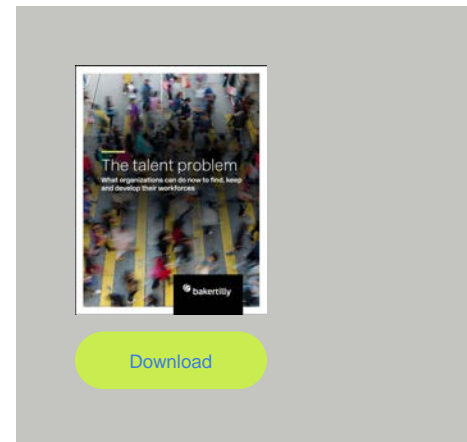 The talent problem
What organizations can do now to find, keep
and develop their workforces
bakertilly
Download